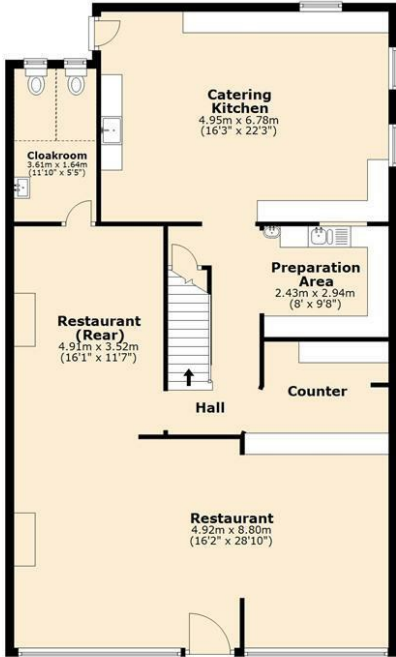 Catering
Kitchen
4.95m x 6.78m
(16'3" x 22'3")
Cloakroom
3.61m x 1.64m
(11'10" x 5'5")
Preparation
Area
2.43m x 2.94m
(8' x 9'8")
Restaurant
(Rear)
4.91m x 3.52m
(16'1" x 11'7")
Counter
Hall
Restaurant
4.92m x 8.80m
(16'2" x 28'10")